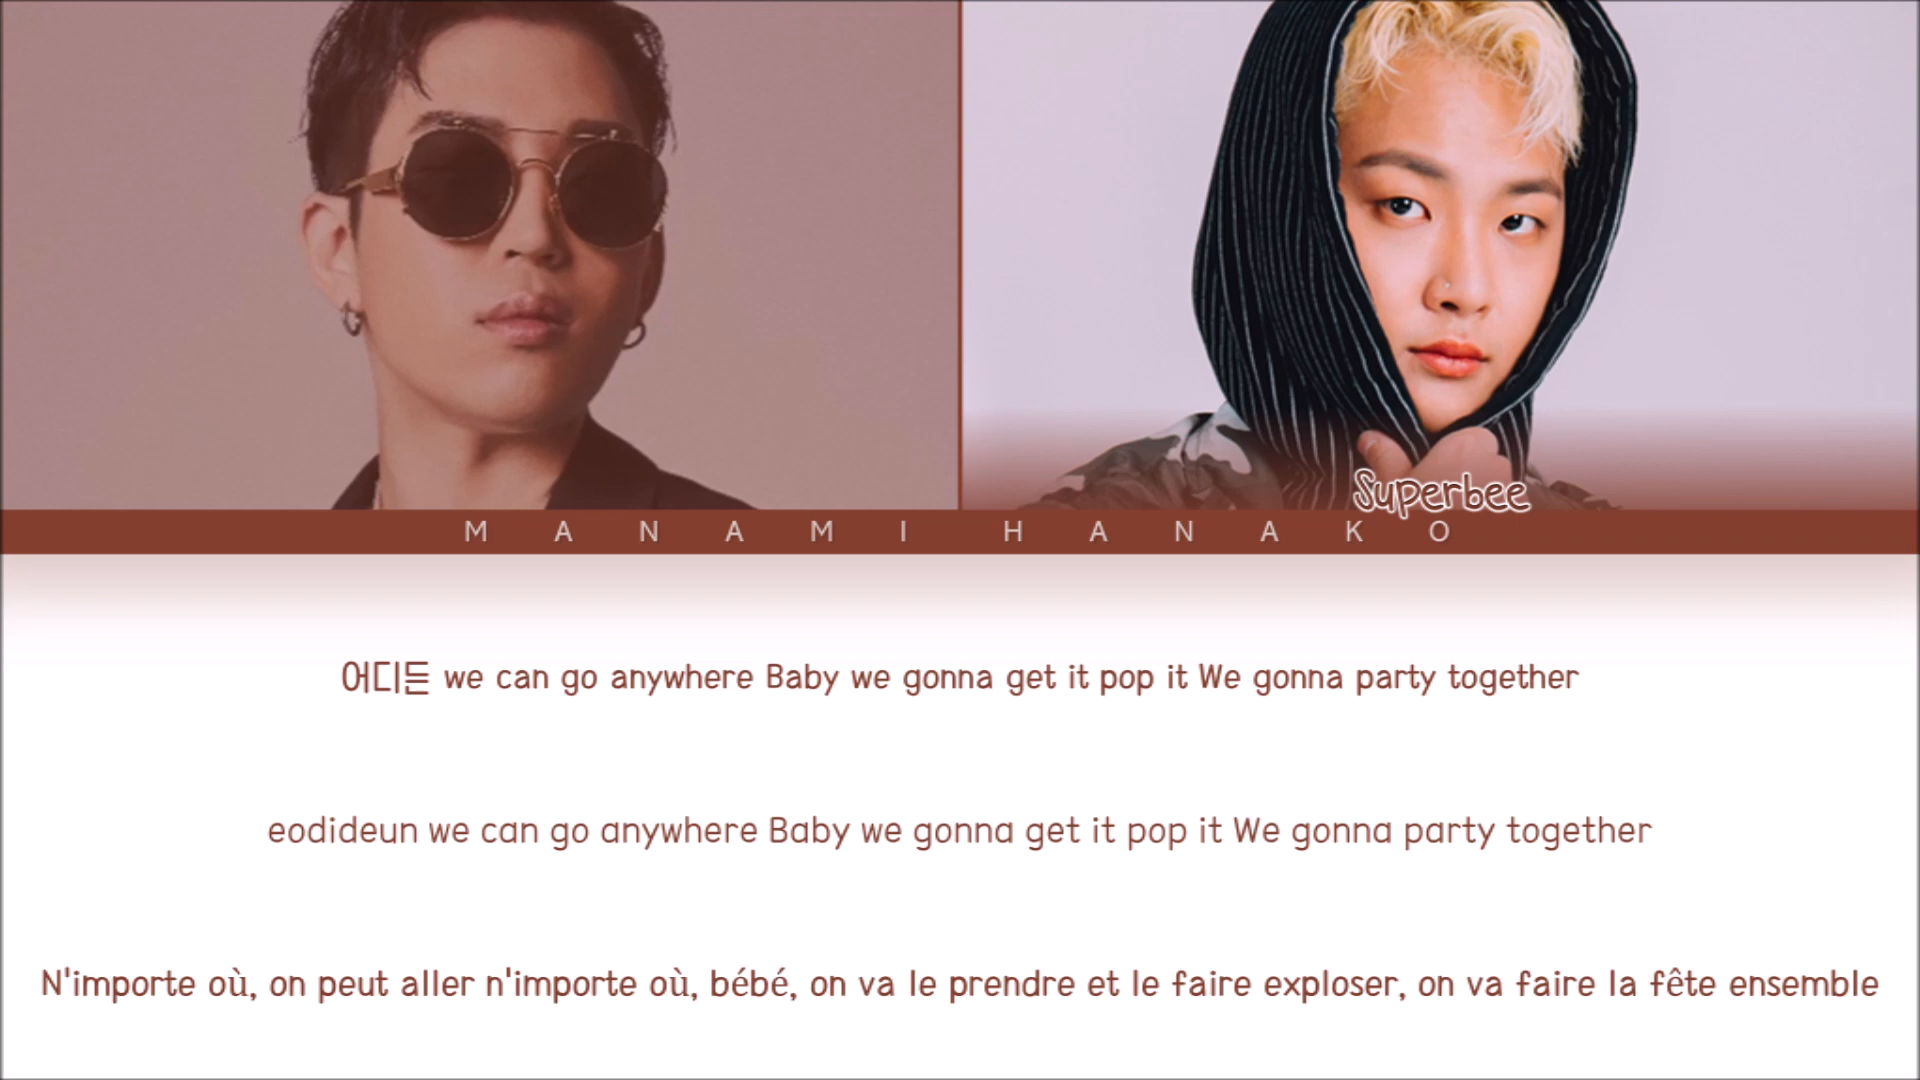 Superbee
MANAMI HANAKO
어디든 we can go anywhere Baby we gonna get it pop it We gonna party together
eodideun we can go anywhere Baby we gonna get it pop it We gonna party together
N'importe où, on peut aller n'importe où, bébé, on va le prendre et le faire exploser, on va faire la fête ensemble